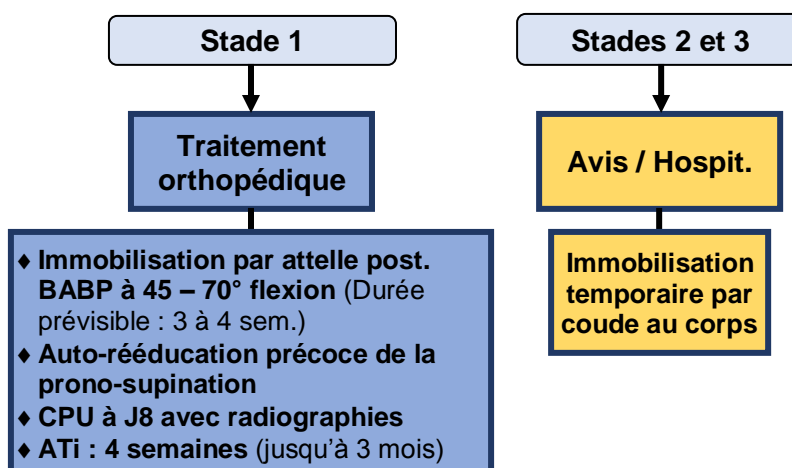 Stade 1
Traitement
orthopédique
♦ Immobilisation par attelle post.
BABP à 45 – 70° flexion (Durée
prévisible : 3 à 4 sem.)
♦ Auto-rééducation précoce de la
prono-supination
♦ CPU à J8 avec radiographies
♦ ATi : 4 semaines (jusqu'à 3 mois)
Stades 2 et 3
Avis / Hospit.
Immobilisation
temporaire par
coude au corps